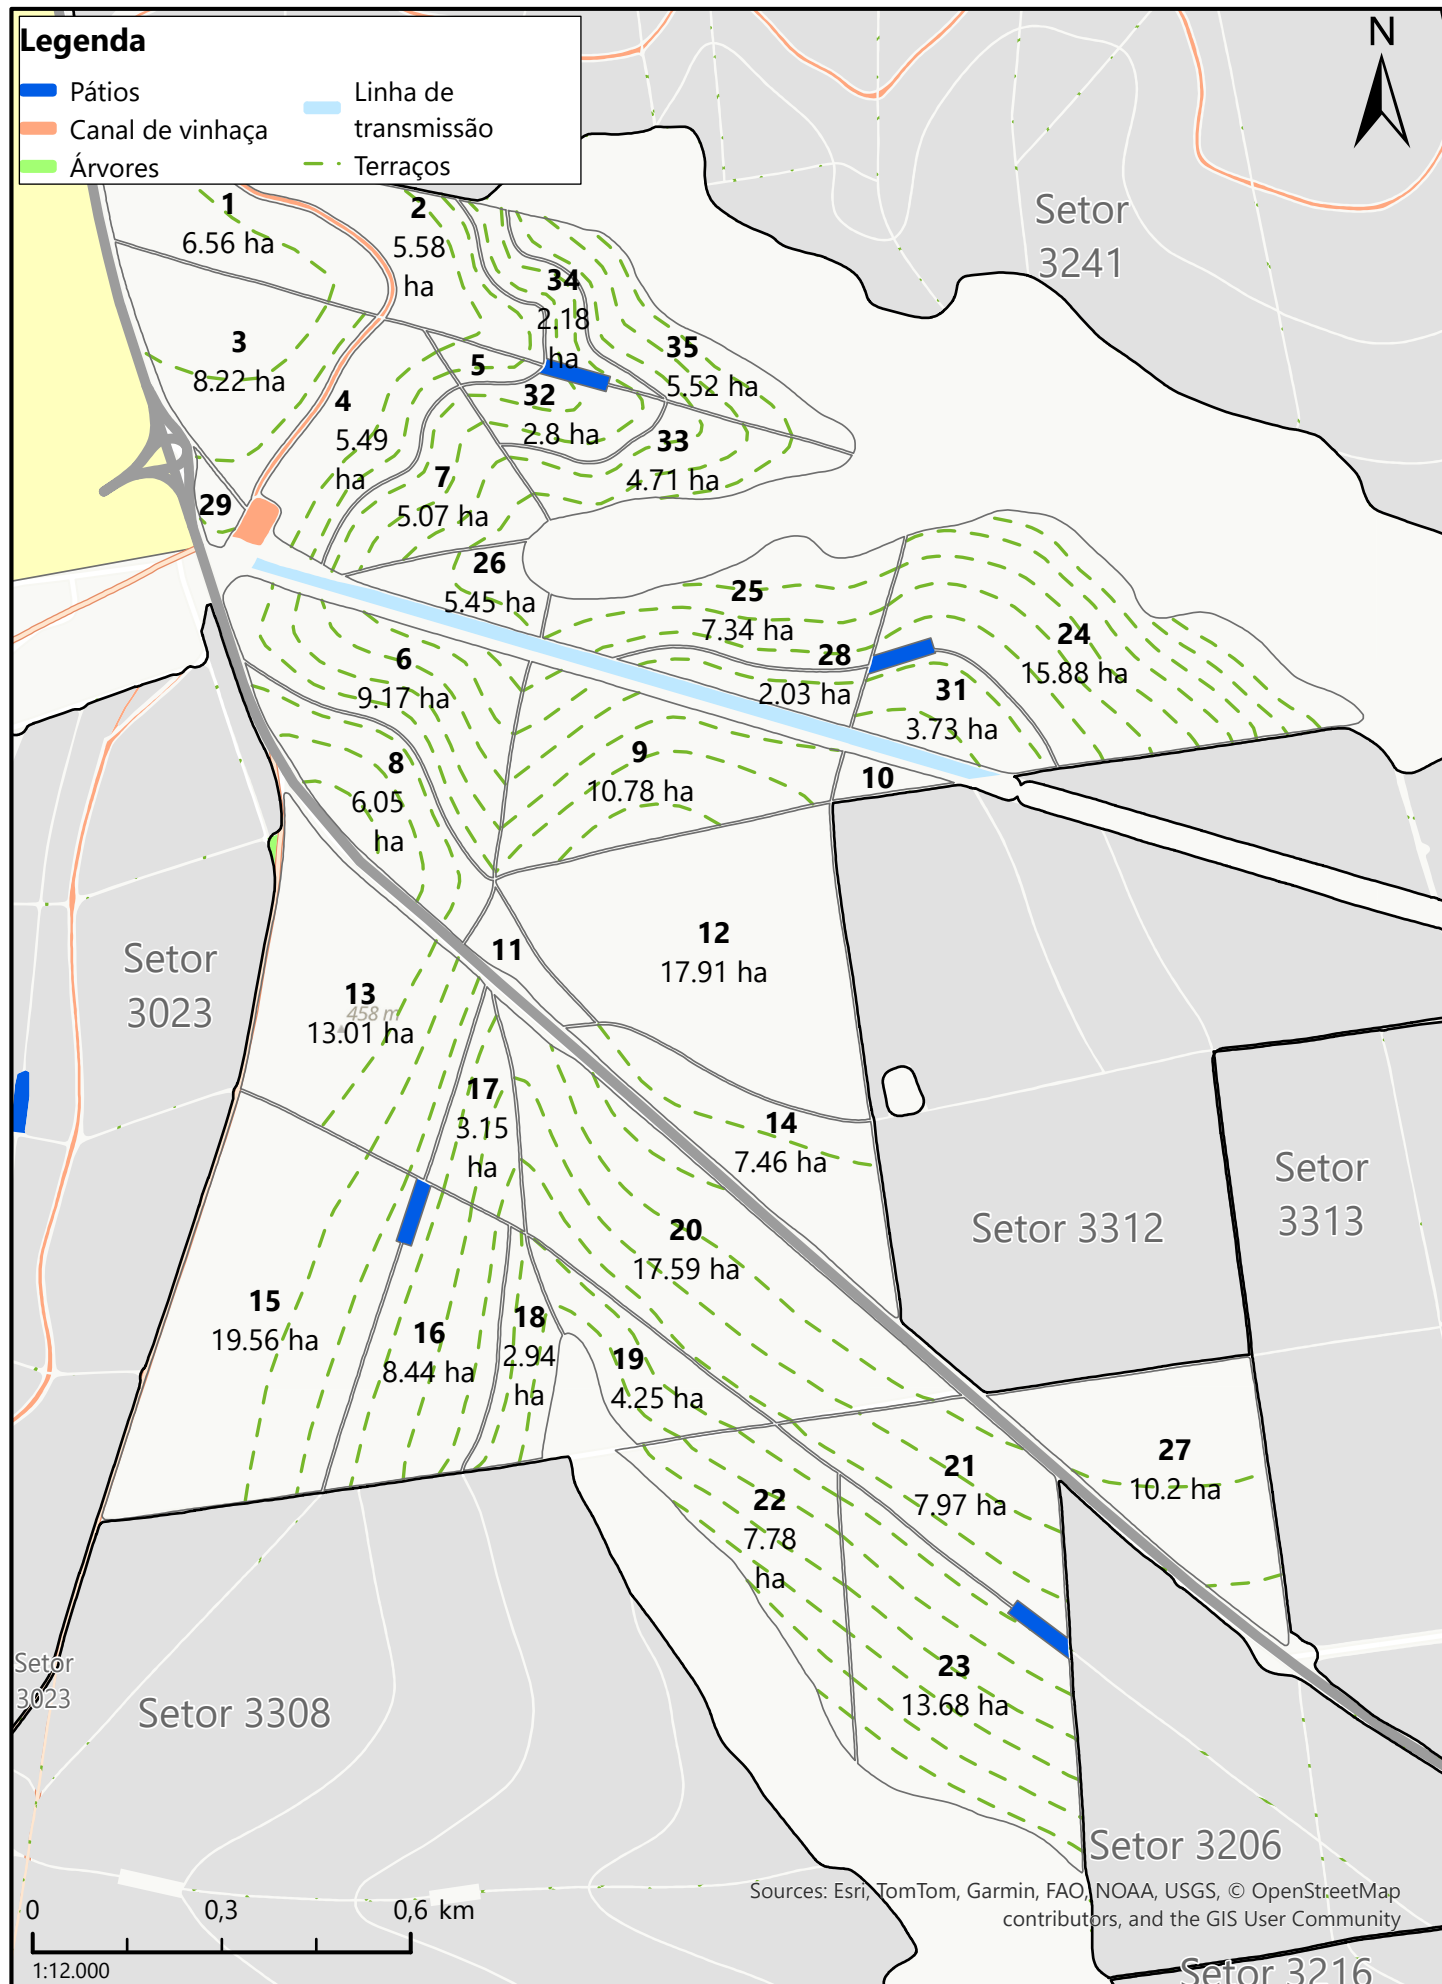 Legenda
Pátios
Canal de vinhaça
Árvores
Linha de
transmissão
Terraços
N
Setor
3241
1
6.56 ha
2
5.58
ha
34
2.18
ha
35
5.52 ha
3
8.22 ha
5
32
2.8 ha
4
5.49
ha
33
4.71 ha
7
5.07 ha
29
26
5.45 ha
25
7.34 ha
28
2.03 ha
24
15.88 ha
6
9.17 ha
31
3.73 ha
9
10.78 ha
10
8
6.05
ha
11
12
17.91 ha
Setor
3023
13
458 m
13.01 ha
17
3.15
ha
14
7.46 ha
Setor 3312
Setor
3313
20
17.59 ha
15
19.56 ha
16
8.44 ha
18
2.94
ha
19
4.25 ha
21
7.97 ha
27
10.2 ha
22
7.78
ha
23
13.68 ha
Setor
3023
Setor 3308
Setor 3206
Sources: Esri, TomTom, Garmin, FAO, NOAA, USGS, © OpenStreetMap
contributors, and the GIS User Community
0 0,3 0,6 km
1:12.000
Setor 3216